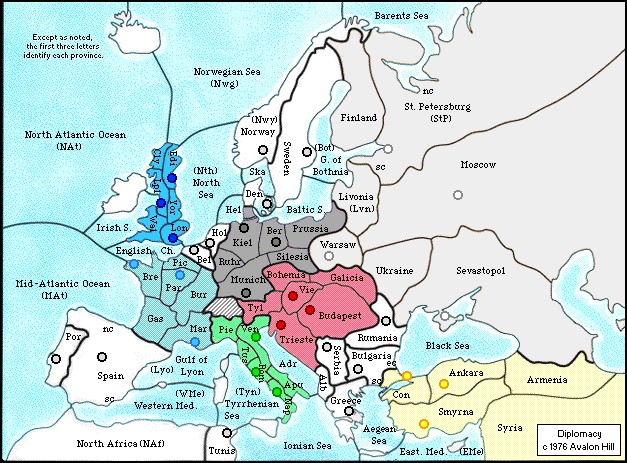 Except as noted,
the first three letters
identify each province.
Barents Sea
Norwegian Sea
(Nwg)
nc
St. Petersburg
(StP)
Finland
(Nwy)
Norway
Sweden
(Bot)
G. of
Bothnia
sc
Moscow
North Atlantic Ocean
(NAt)
Cly
Edi
(Nth)
North
Sea
Ska
Den
Livonia
(Lvn)
Lpl
Yor
Wal
Lon
Irish S.
Hel
Baltic S.
Hol
Kiel
Ber
Prussia
Warsaw
English
Ch.
Bel
Ruhr
Silesia
Ukraine
Sevastopol
Pic
Bre
Par
Bur
Munich
Bohemia
Galicia
Mid-Atlantic Ocean
(MAt)
Vie
Tyl
Budapest
Gas
Mar
Pie
Ven
Trieste
Rumania
nc
Por
Spain
sc
Gulf of
(Lyo)
Lyon
Tus
Rom
Adr
Apu
Nap
Serbia
Bulgaria
ec
sc
Black Sea
Alb
Ankara
Armenia
Con
(WMe)
Western Med.
(Tyn)
Tyrrhenian
Sea
Greece
Smyrna
Aegean
Sea
Syria
North Africa (NAf)
Tunis
Ionian Sea
East. Med.
(EMe)
Diplomacy
c 1976 Avalon Hill